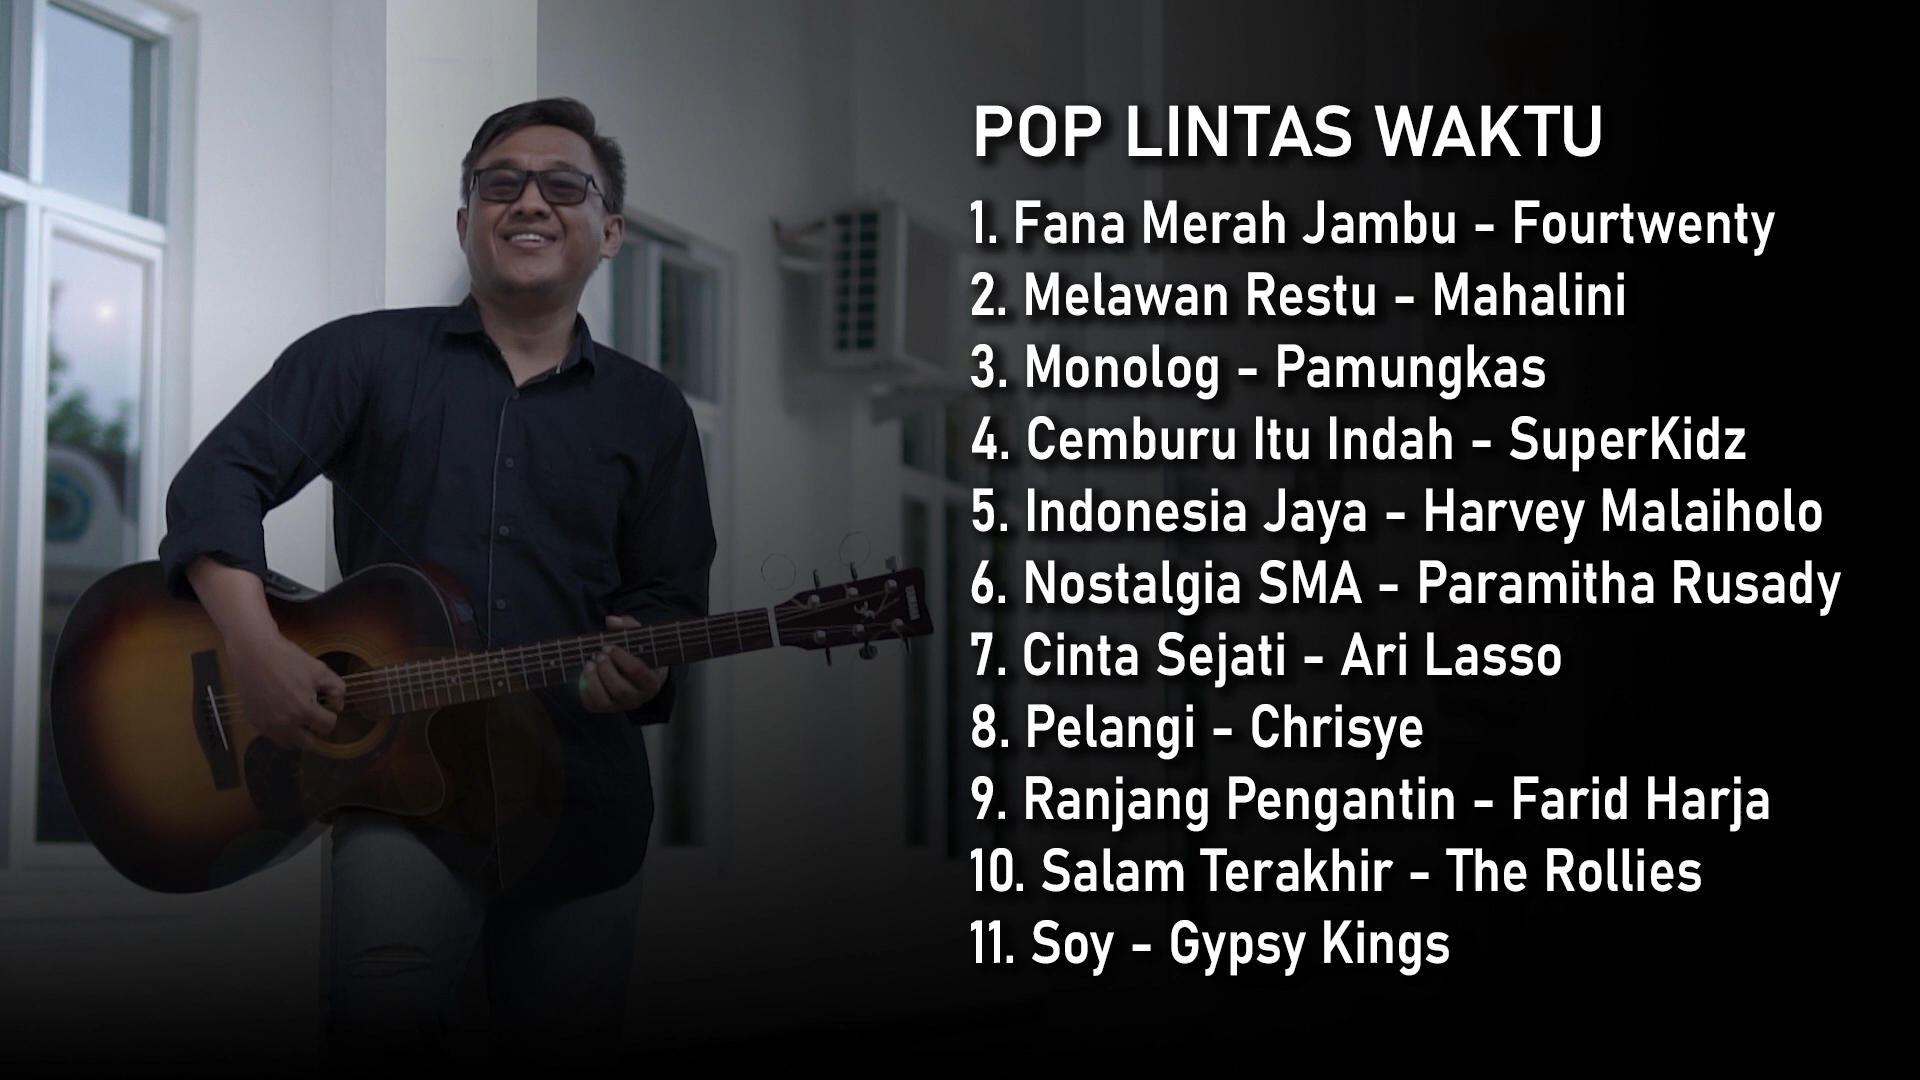 POP LINTAS WAKTU
1. Fana Merah Jambu - Fourtwenty
2. Melawan Restu - Mahalini
3. Monolog - Pamungkas
4. Cemburu Itu Indah - SuperKidz
5. Indonesia Jaya - Harvey Malaiholo
6. Nostalgia SMA - Paramitha Rusady
7. Cinta Sejati - Ari Lasso
8. Pelangi - Chrisye
9. Ranjang Pengantin - Farid Harja
10. Salam Terakhir - The Rollies
11. Soy - Gypsy Kings
YAMAHA